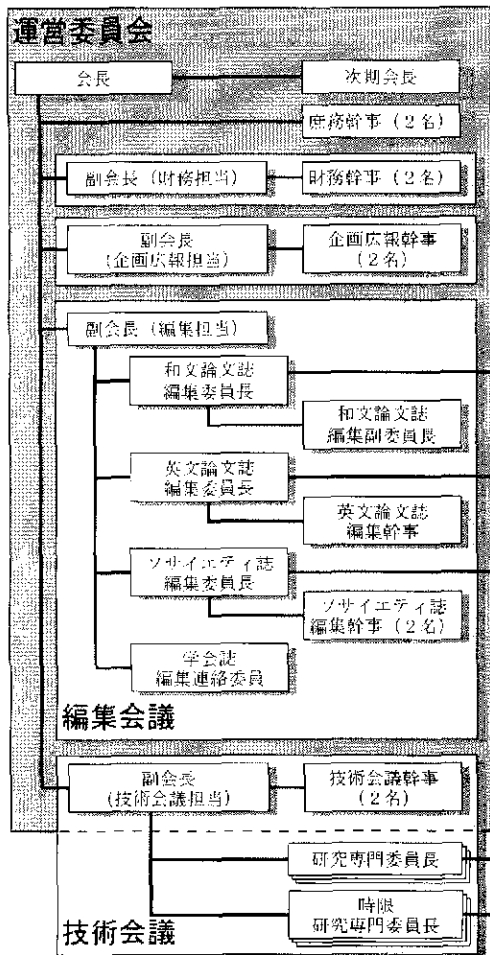 運営委員会
会長
次期会長
庶務幹事（2名）
副会長（財務担当）
財務幹事（2名）
副会長
（企画広報担当）
企画広報幹事
（2名）
副会長（編集担当）
和文論文誌
編集委員長
和文論文誌
編集副委員長
英文論文誌
編集委員長
英文論文誌
編集幹事
ソサイエティ誌
編集委員長
ソサイエティ誌
編集幹事（2名）
学会誌
編集連絡委員
編集会議
副会長
（技術会議担当）
技術会議幹事
（2名）
研究専門委員長
時限
研究専門委員長
技術会議